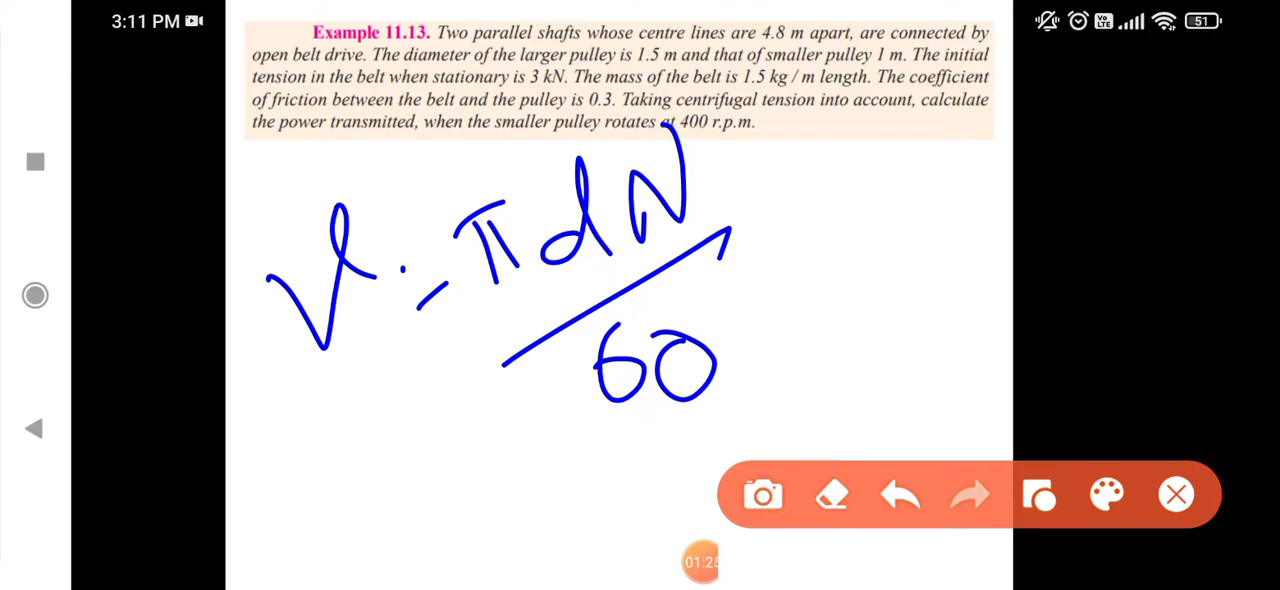 3:11 PM
Vo LTE
51
Example 11.13. Two parallel shafts whose centre lines are 4.8 m apart, are connected by
open belt drive. The diameter of the larger pulley is 1.5 m and that of smaller pulley 1 m. The initial
tension in the belt when stationary is 3 kN. The mass of the belt is 1.5 kg / m length. The coefficient
of friction between the belt and the pulley is 0.3. Taking centrifugal tension into account, calculate
the power transmitted, when the smaller pulley rotates at 400 r.p.m.
V = π d N
60